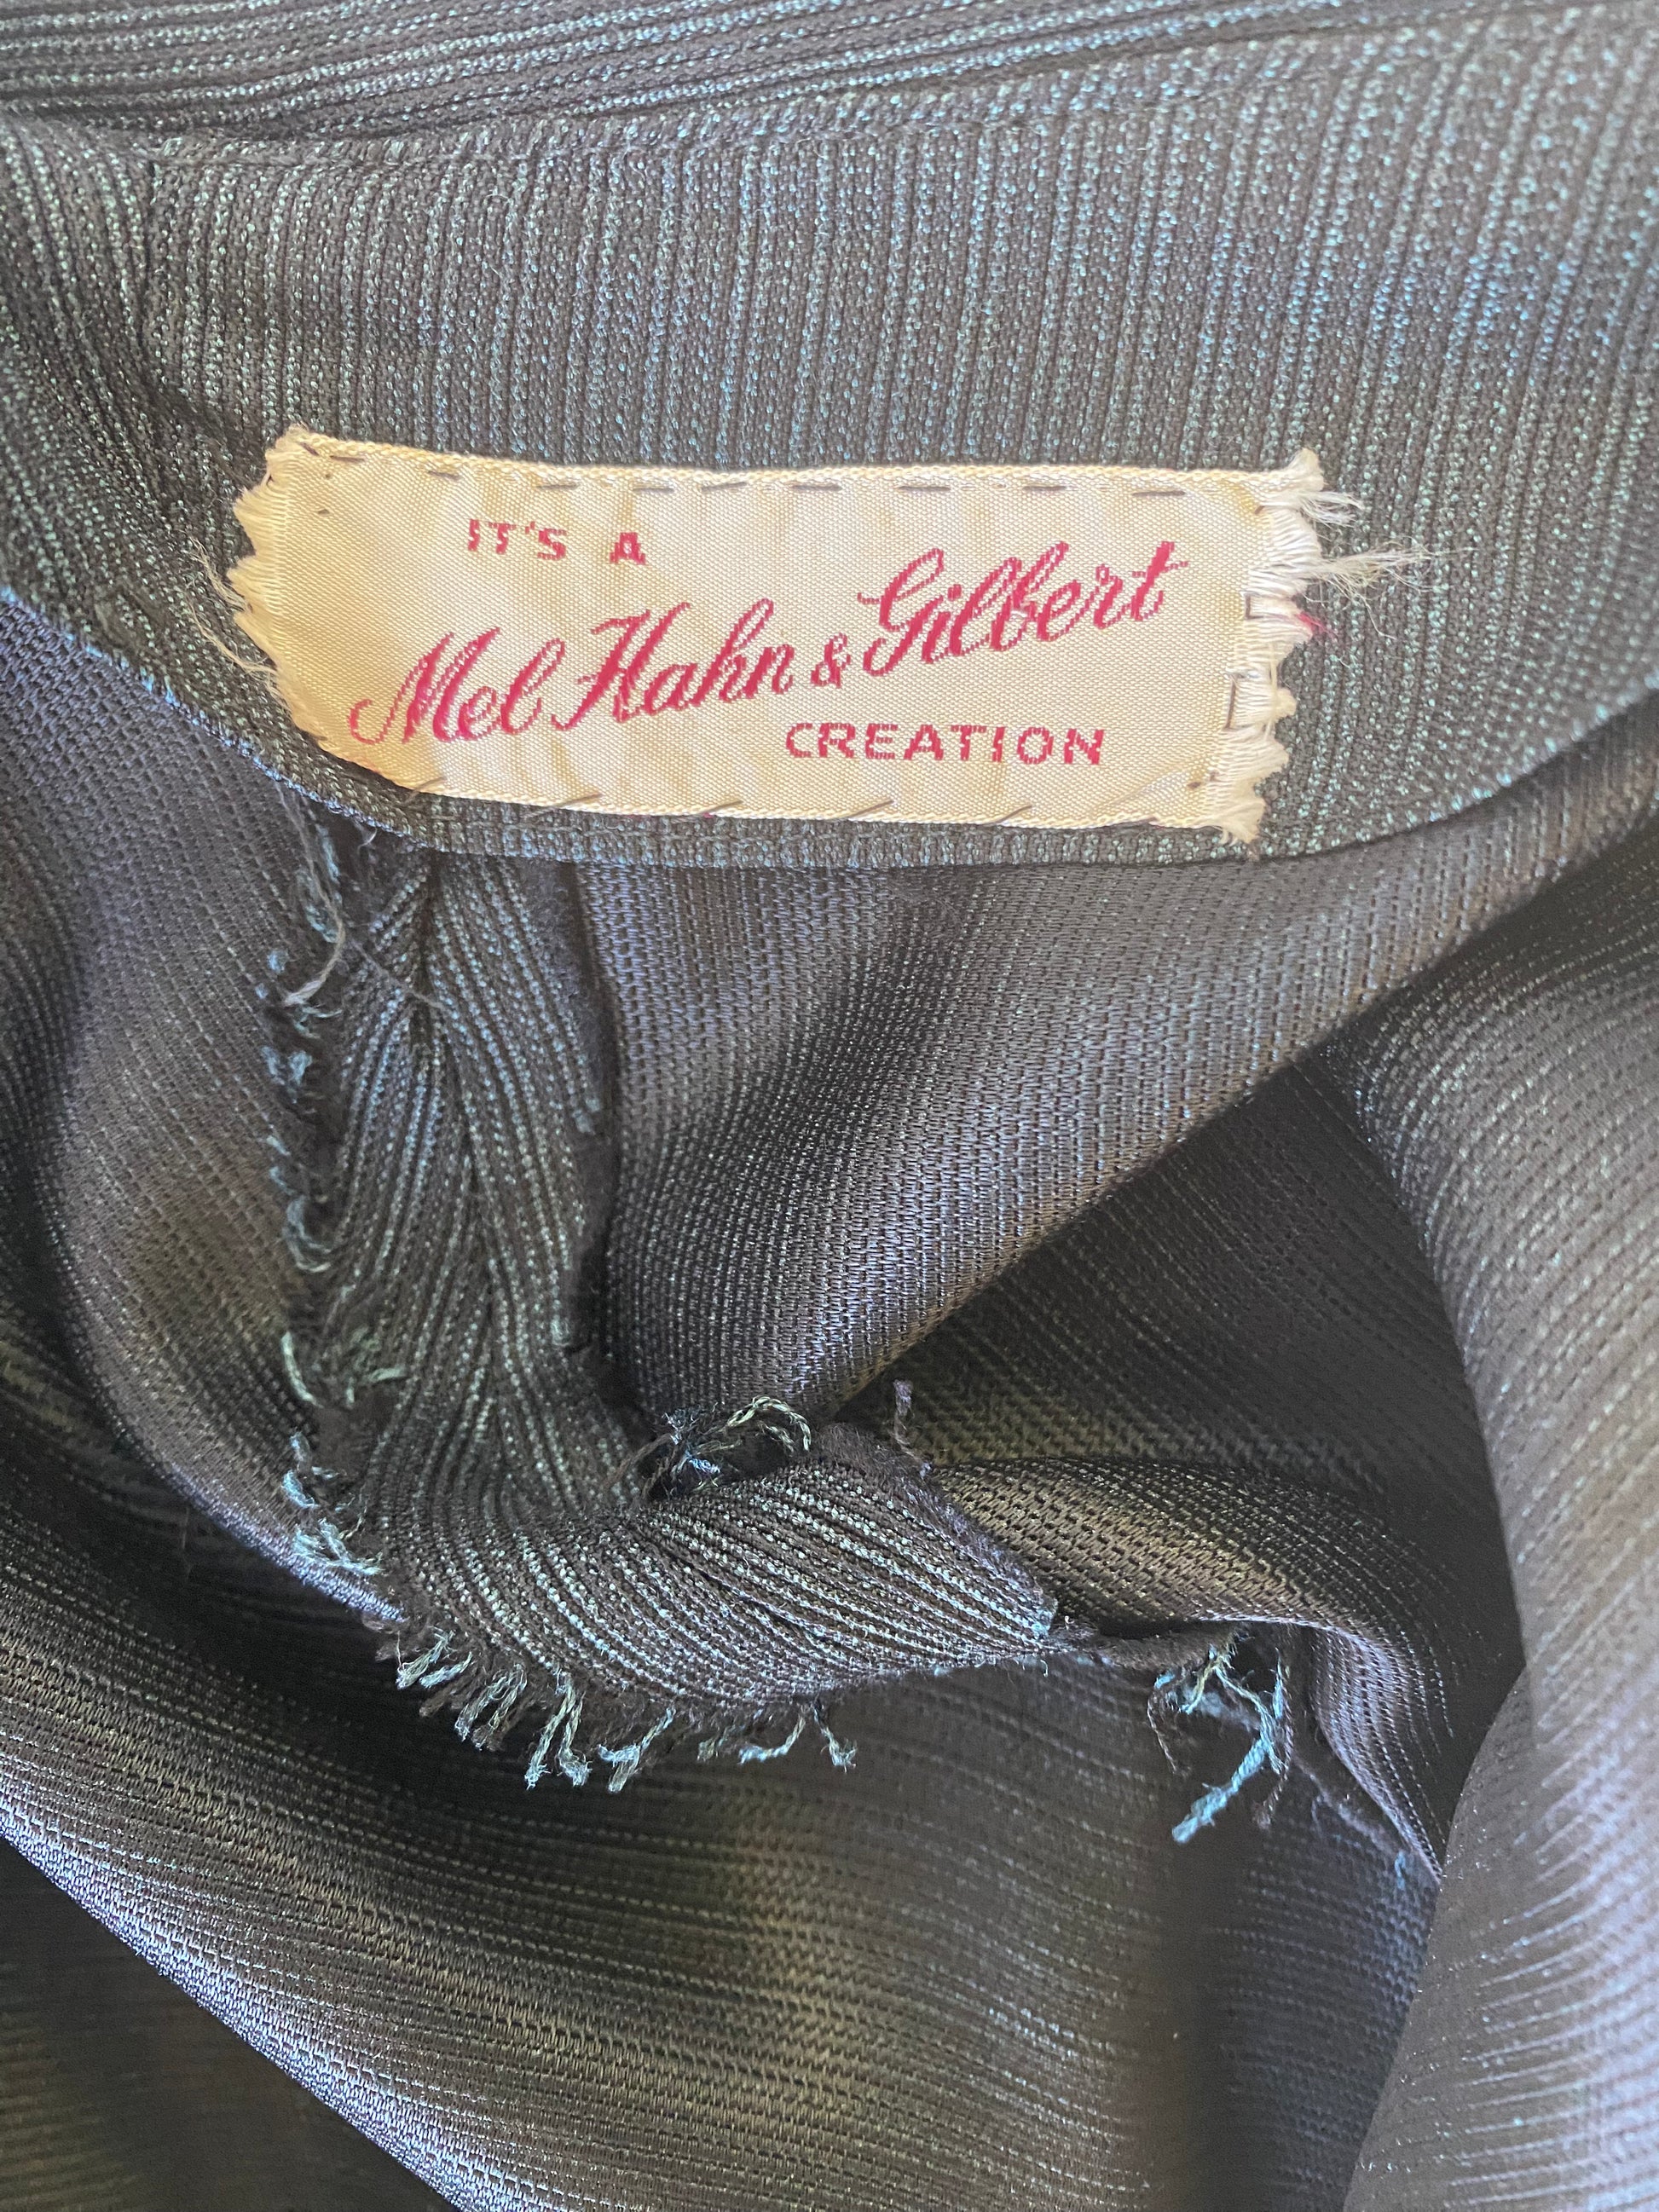 IT'S A
Mel Hahn & Gilbert
CREATION